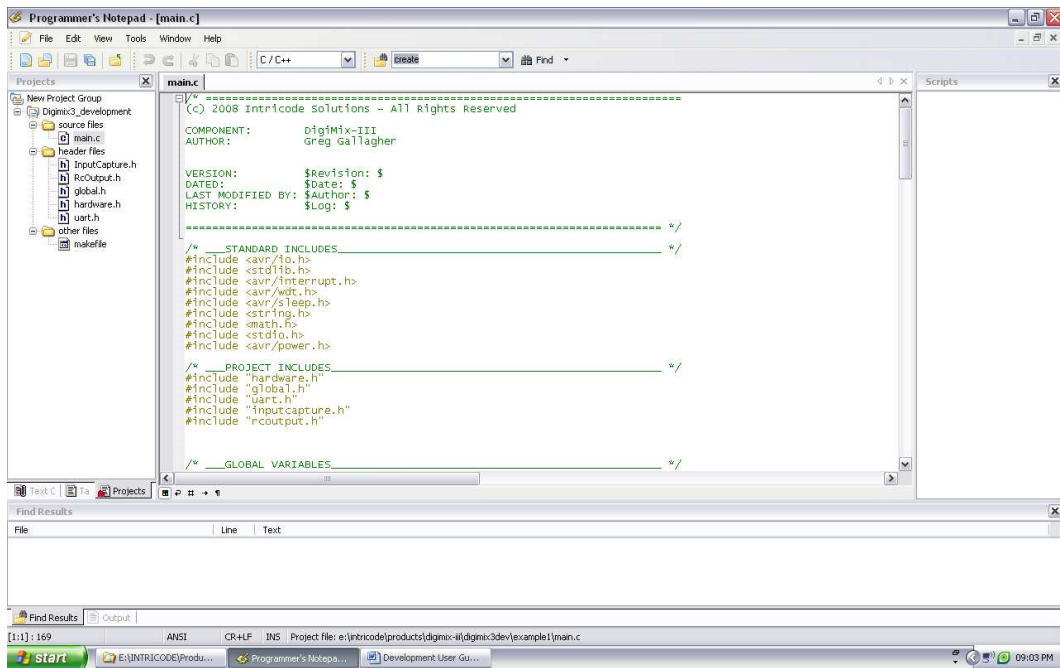 Programmer's Notepad - [main.c]
File Edit View Tools Window Help
C / C++ create Find
Projects
New Project Group
Digimix3_development
source files
main.c
header files
InputCapture.h
RcOutput.h
global.h
hardware.h
uart.h
other files
makefile
Text C Ta Projects
main.c
/* ========================================================================
(c) 2008 Intricode Solutions - All Rights Reserved
COMPONENT: DigiMix-III
AUTHOR: Greg Gallagher
VERSION: $Revision: $
DATED: $Date: $
LAST MODIFIED BY: $Author: $
HISTORY: $Log: $
======================================================================== */
/* ___STANDARD INCLUDES_________________________________________________ */
#include <avr/io.h>
#include <stdlib.h>
#include <avr/interrupt.h>
#include <avr/wdt.h>
#include <avr/sleep.h>
#include <string.h>
#include <math.h>
#include <stdio.h>
#include <avr/power.h>
/* ___PROJECT INCLUDES__________________________________________________ */
#include "hardware.h"
#include "global.h"
#include "uart.h"
#include "inputcapture.h"
#include "rcoutput.h"
/* ___GLOBAL VARIABLES__________________________________________________ */
Scripts
Find Results
File Line Text
Find Results Output
[1:1] : 169 ANSI CR+LF INS Project file: e:\intricode\products\digimix-iii\digimix3dev\example1\main.c
start E:\INTRICODE\Produ... Programmer's Notepa... Development User Gu... 09:03 PM